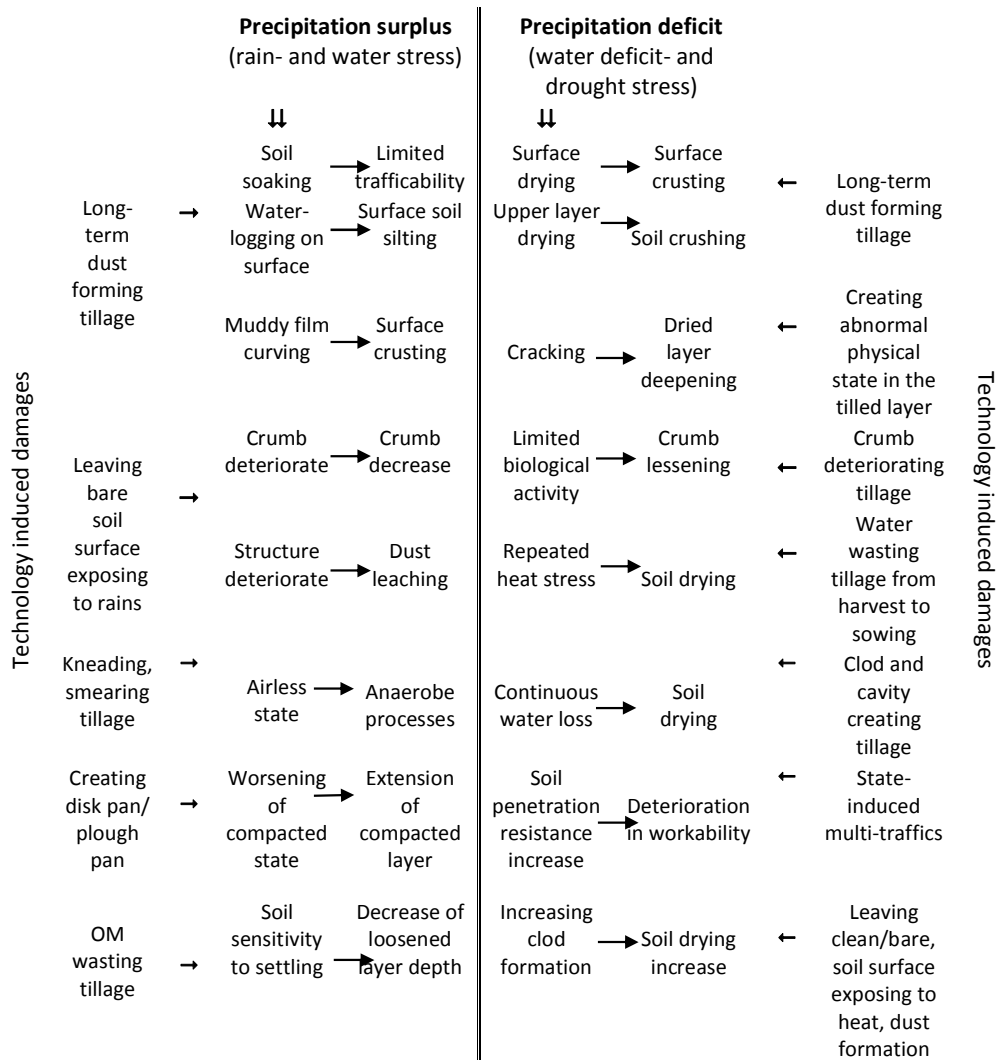 Precipitation surplus
(rain- and water stress)
Precipitation deficit
(water deficit- and
drought stress)
Technology induced damages
Long-
term
dust
forming
tillage
Soil
soaking
Limited
trafficability
Water-
logging on
surface
Surface soil
silting
Muddy film
curving
Surface
crusting
Leaving
bare
soil
surface
exposing
to rains
Crumb
deteriorate
Crumb
decrease
Structure
deteriorate
Dust
leaching
Kneading,
smearing
tillage
Airless
state
Anaerobe
processes
Creating
disk pan/
plough
pan
Worsening
of
compacted
state
Extension
of
compacted
layer
OM
wasting
tillage
Soil
sensitivity
to settling
Decrease of
loosened
layer depth
Surface
drying
Surface
crusting
Long-term
dust forming
tillage
Upper layer
drying
Soil crushing
Cracking
Dried
layer
deepening
Creating
abnormal
physical
state in the
tilled layer
Limited
biological
activity
Crumb
lessening
Crumb
deteriorating
tillage
Repeated
heat stress
Soil drying
Water
wasting
tillage from
harvest to
sowing
Continuous
water loss
Soil
drying
Clod and
cavity
creating
tillage
Soil
penetration
resistance
increase
Deterioration
in workability
State-
induced
multi-traffics
Increasing
clod
formation
Soil drying
increase
Leaving
clean/bare,
soil surface
exposing to
heat, dust
formation
Technology induced damages